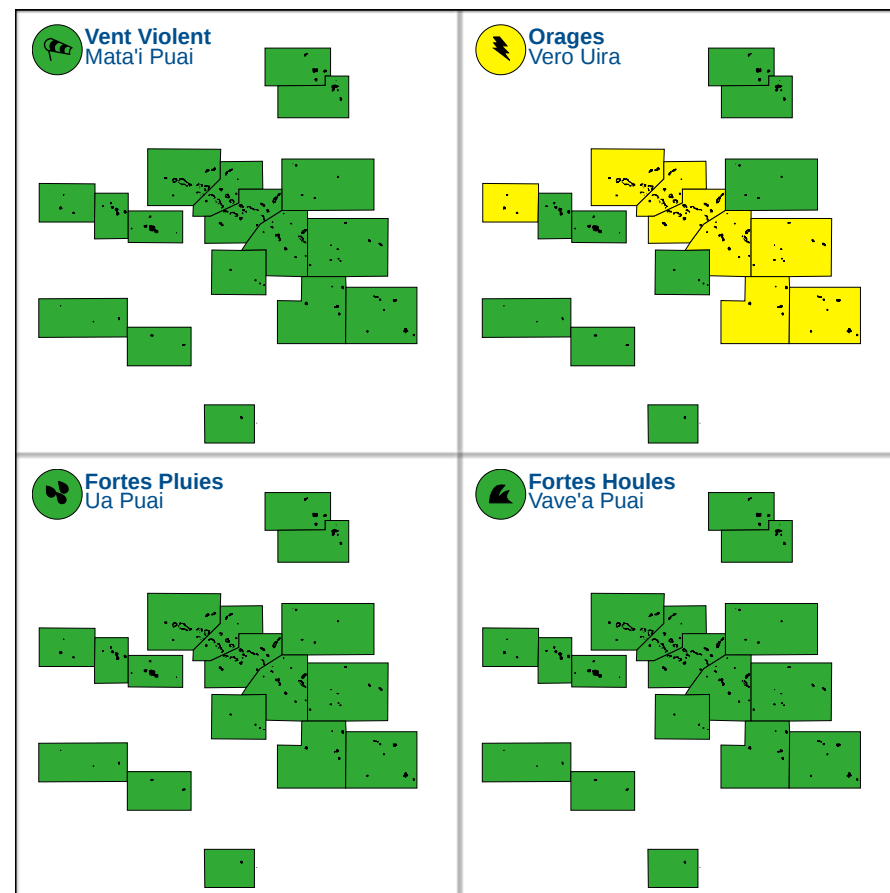 Vent Violent
Mata'i Puai
Orages
Vero Uira
Fortes Pluies
Ua Puai
Fortes Houles
Vave'a Puai